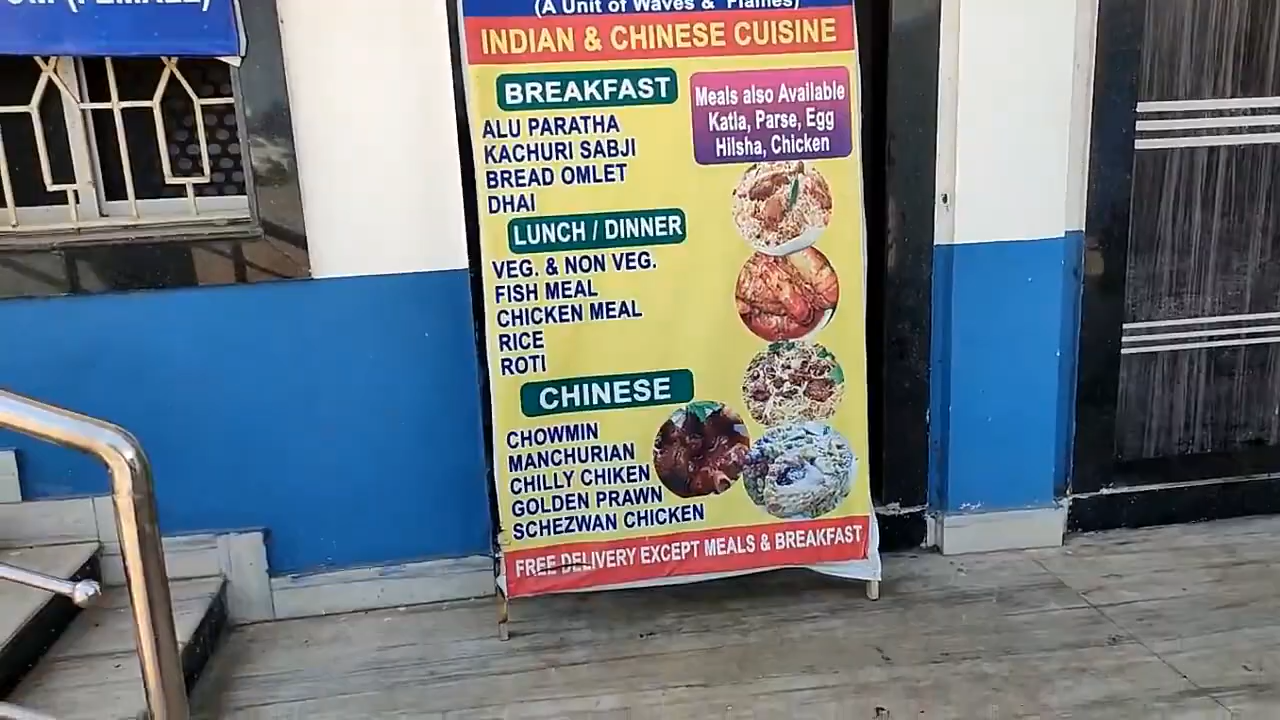 (FEMALE)
(A Unit of Waves & Flames)
INDIAN & CHINESE CUISINE
BREAKFAST
ALU PARATHA
KACHURI SABJI
BREAD OMLET
DHAI
Meals also Available
Katla, Parse, Egg
Hilsha, Chicken
LUNCH / DINNER
VEG. & NON VEG.
FISH MEAL
CHICKEN MEAL
RICE
ROTI
CHINESE
CHOWMIN
MANCHURIAN
CHILLY CHIKEN
GOLDEN PRAWN
SCHEZWAN CHICKEN
FREE DELIVERY EXCEPT MEALS & BREAKFAST